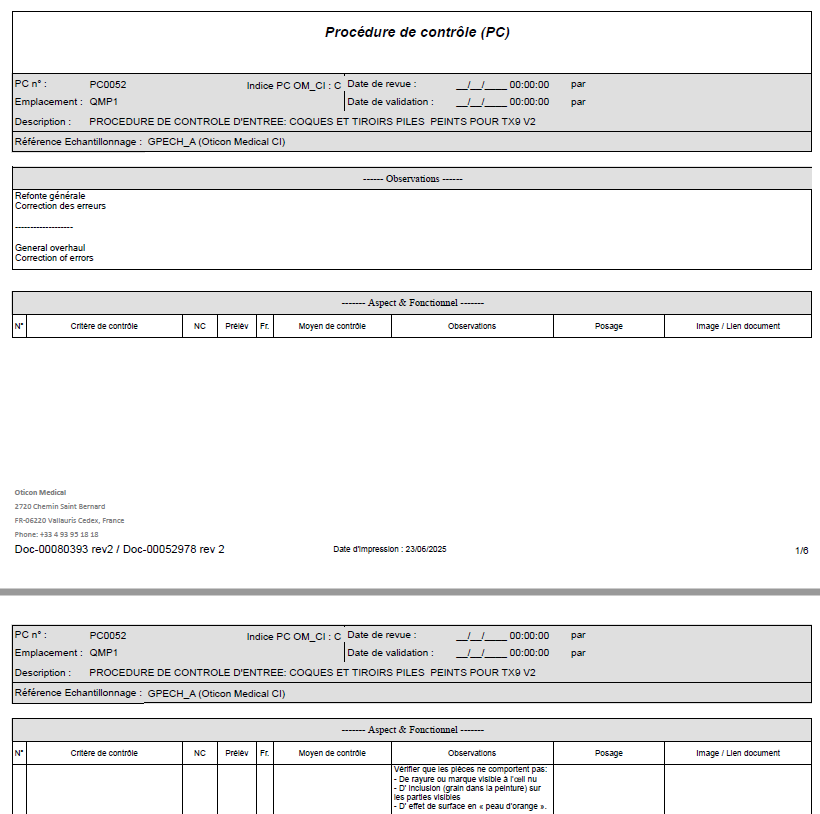 Procédure de contrôle (PC)
PC n° : PC0052 Indice PC OM_CI : C Date de revue : __/__/____ 00:00:00 par
Emplacement : QMP1 Date de validation : __/__/____ 00:00:00 par
Description : PROCEDURE DE CONTROLE D'ENTREE: COQUES ET TIROIRS PILES PEINTS POUR TX9 V2
Référence Echantillonnage : GPECH_A (Oticon Medical CI)
------ Observations ------
Refonte générale
Correction des erreurs
-------------------
General overhaul
Correction of errors
------- Aspect & Fonctionnel -------
N° Critère de contrôle NC Prélèv Fr. Moyen de contrôle Observations Posage Image / Lien document
Oticon Medical
2720 Chemin Saint Bernard
FR-06220 Vallauris Cedex, France
Phone: +33 4 93 95 18 18
Doc-00080393 rev2 / Doc-00052978 rev 2 Date d'impression : 23/06/2025 1/6
PC n° : PC0052 Indice PC OM_CI : C Date de revue : __/__/____ 00:00:00 par
Emplacement : QMP1 Date de validation : __/__/____ 00:00:00 par
Description : PROCEDURE DE CONTROLE D'ENTREE: COQUES ET TIROIRS PILES PEINTS POUR TX9 V2
Référence Echantillonnage : GPECH_A (Oticon Medical CI)
------- Aspect & Fonctionnel -------
N° Critère de contrôle NC Prélèv Fr. Moyen de contrôle Observations Posage Image / Lien document
Vérifier que les pièces ne comportent pas:
- De rayure ou marque visible à l'œil nu
- D' inclusion (grain dans la peinture) sur
les parties visibles
- D' effet de surface en « peau d'orange ».